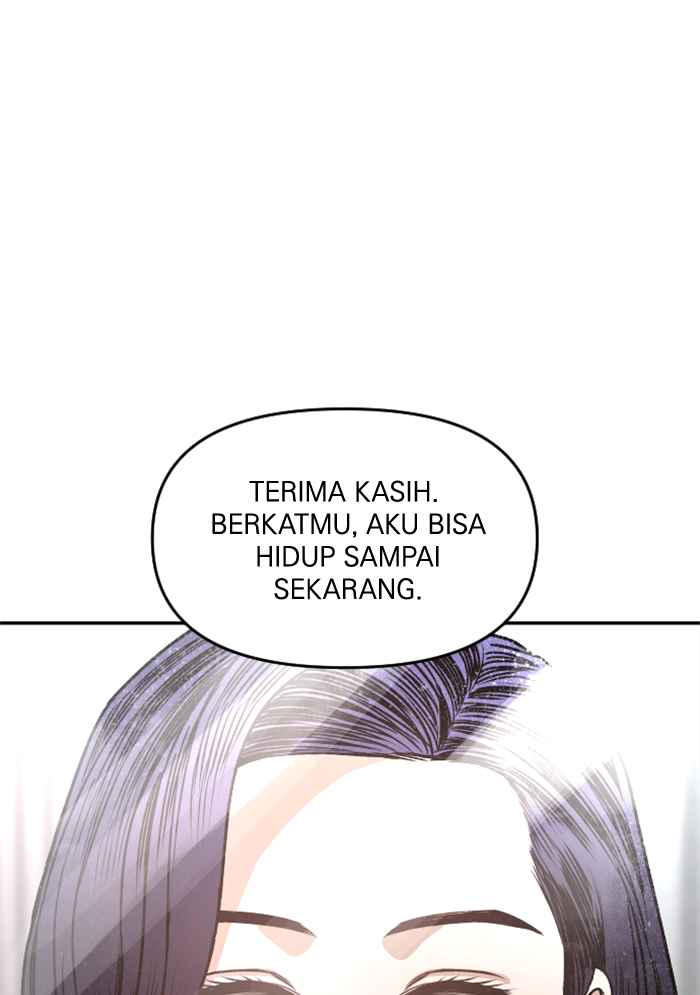 TERIMA KASIH.
BERKATMU, AKU BISA
HIDUP SAMPAI
SEKARANG.